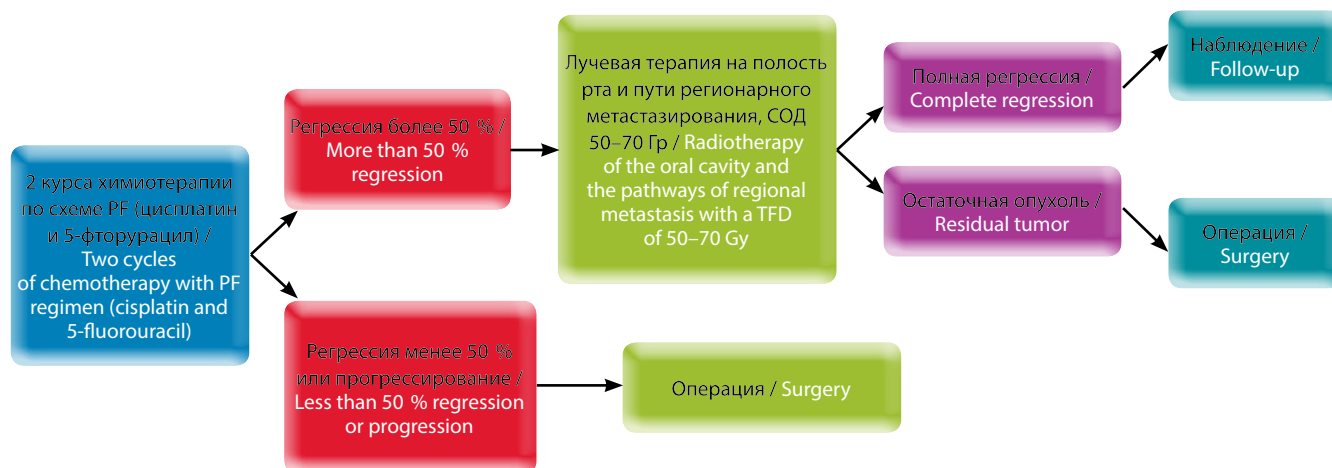 2 курса химиотерапии
по схеме PF (цисплатин
и 5-фторурацил) /
Two cycles
of chemotherapy with PF
regimen (cisplatin and
5-fluorouracil)
Регрессия более 50 % /
More than 50 %
regression
Регрессия менее 50 %
или прогрессирование /
Less than 50 % regression
or progression
Лучевая терапия на полость
рта и пути регионарного
метастазирования, СОД
50–70 Гр / Radiotherapy
of the oral cavity and
the pathways of regional
metastasis with a TFD
of 50–70 Gy
Операция / Surgery
Полная регрессия /
Complete regression
Остаточная опухоль /
Residual tumor
Наблюдение /
Follow-up
Операция /
Surgery